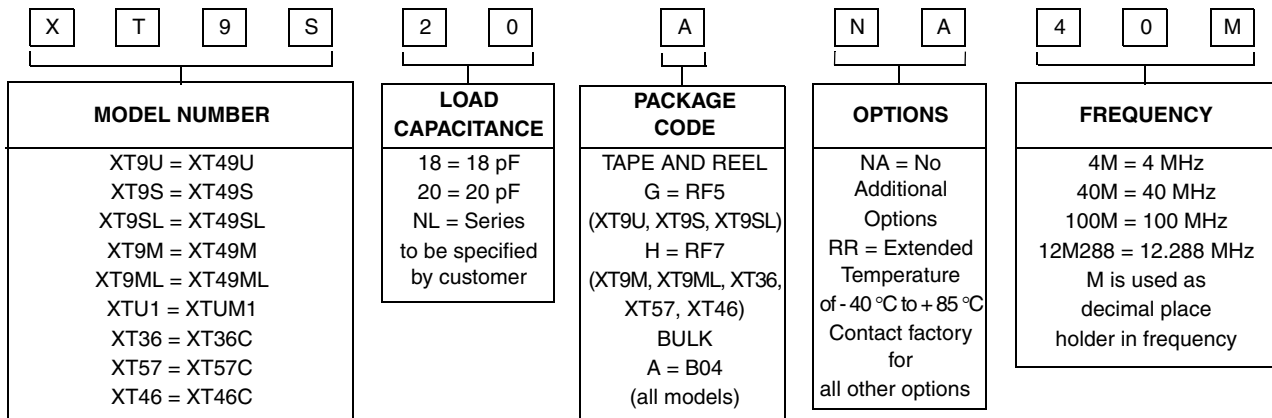 X T 9 S 2 0 A N A 4 0 M
MODEL NUMBER
XT9U = XT49U
XT9S = XT49S
XT9SL = XT49SL
XT9M = XT49M
XT9ML = XT49ML
XTU1 = XTUM1
XT36 = XT36C
XT57 = XT57C
XT46 = XT46C
LOAD
CAPACITANCE
18 = 18 pF
20 = 20 pF
NL = Series
to be specified
by customer
PACKAGE
CODE
TAPE AND REEL
G = RF5
(XT9U, XT9S, XT9SL)
H = RF7
(XT9M, XT9ML, XT36,
XT57, XT46)
BULK
A = B04
(all models)
OPTIONS
NA = No
Additional
Options
RR = Extended
Temperature
of - 40 °C to + 85 °C
Contact factory
for
all other options
FREQUENCY
4M = 4 MHz
40M = 40 MHz
100M = 100 MHz
12M288 = 12.288 MHz
M is used as
decimal place
holder in frequency